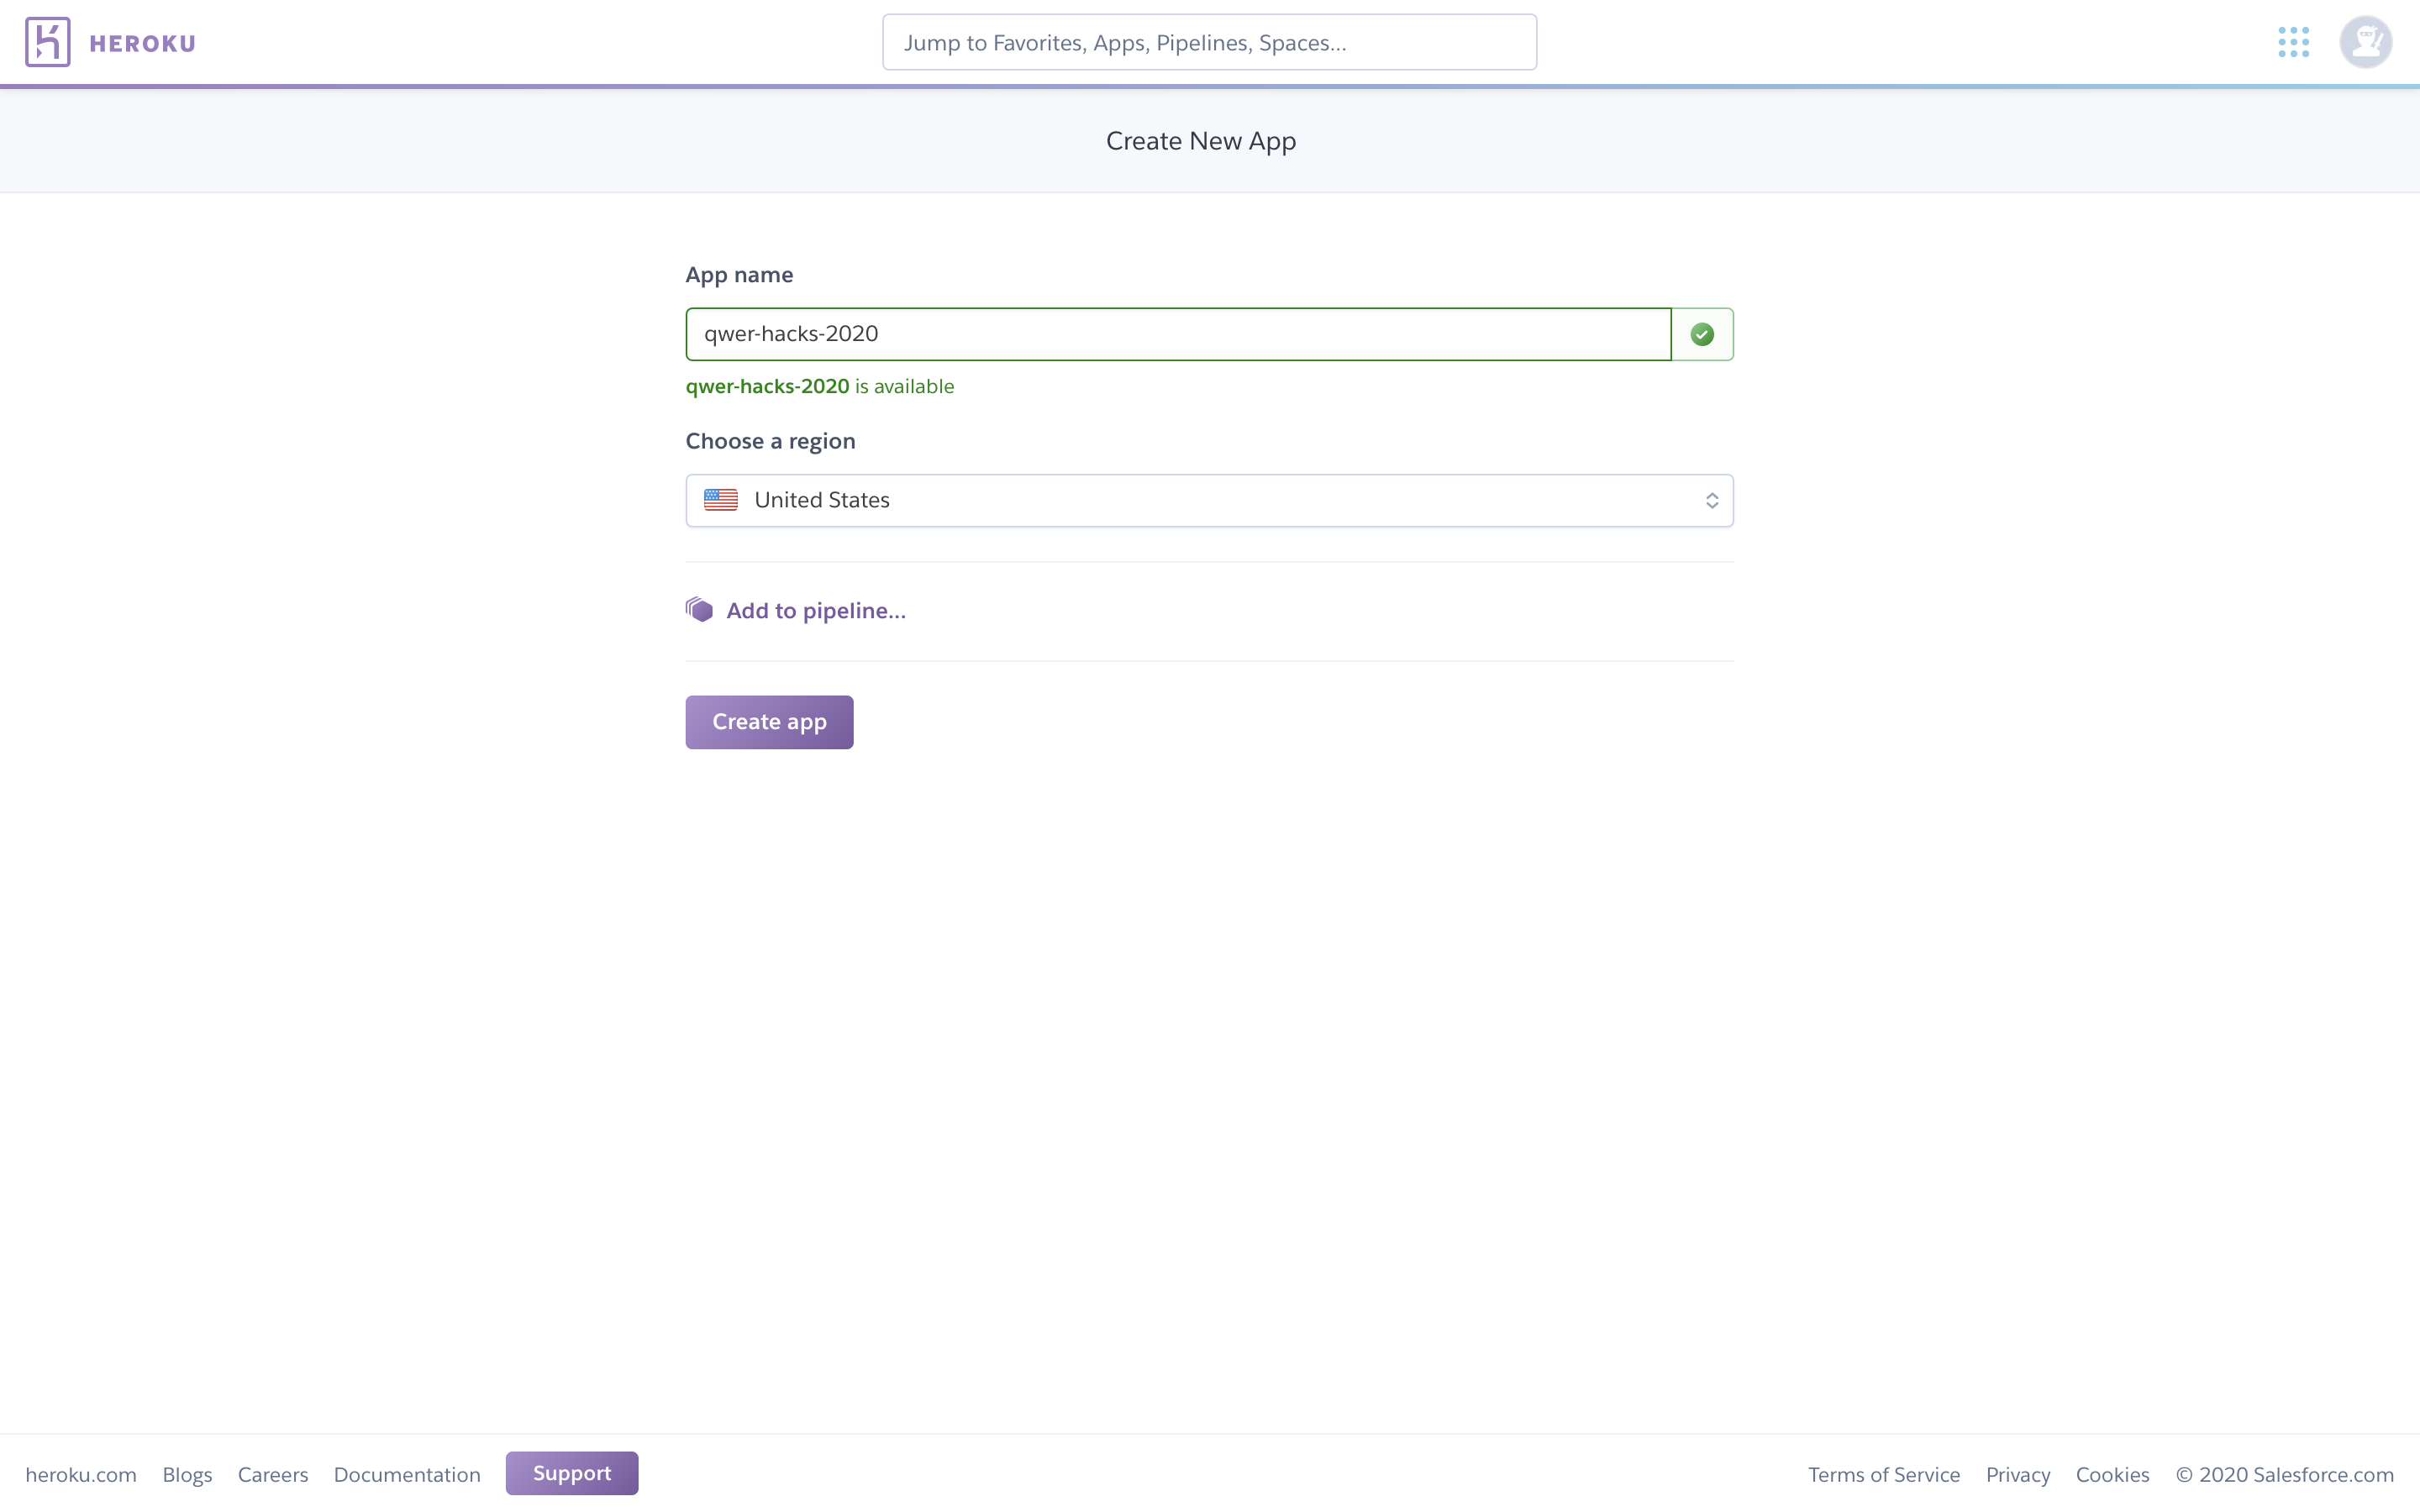 HEROKU
Jump to Favorites, Apps, Pipelines, Spaces...
Create New App
App name
qwer-hacks-2020
qwer-hacks-2020 is available
Choose a region
United States
Add to pipeline...
Create app
heroku.com Blogs Careers Documentation Support Terms of Service Privacy Cookies © 2020 Salesforce.com